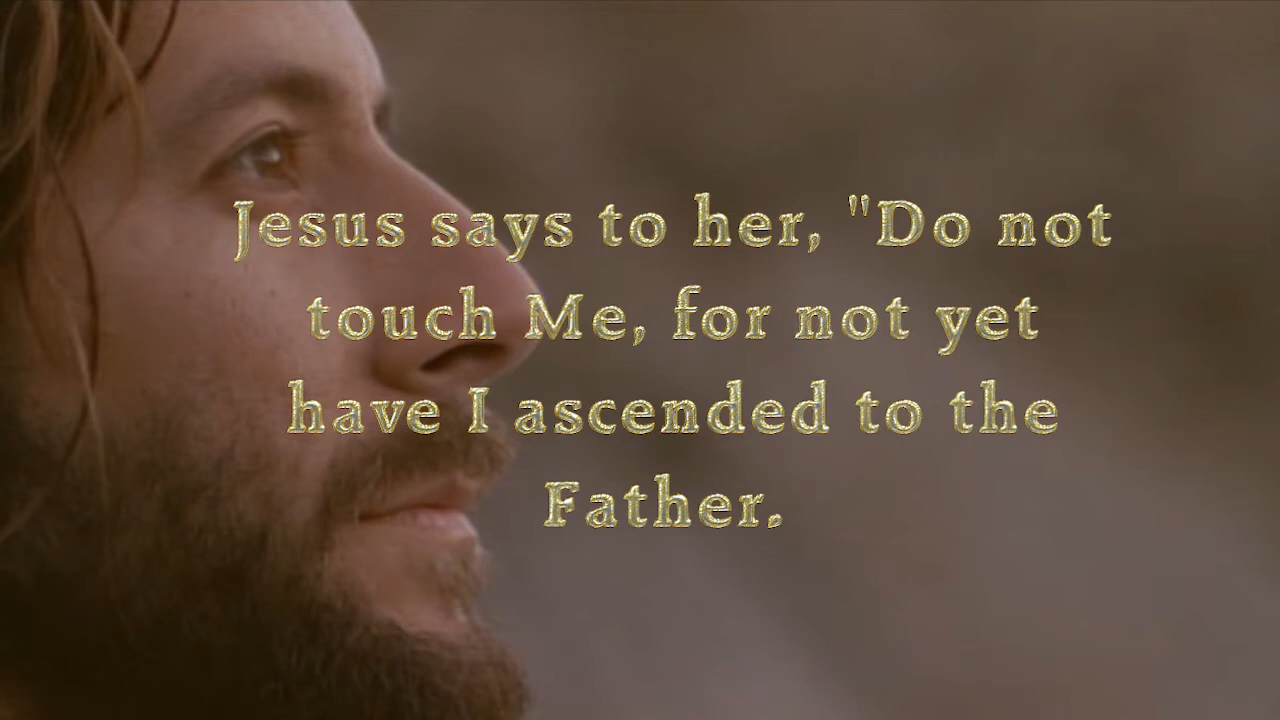 Jesus says to her, "Do not
touch Me, for not yet
have I ascended to the
Father.